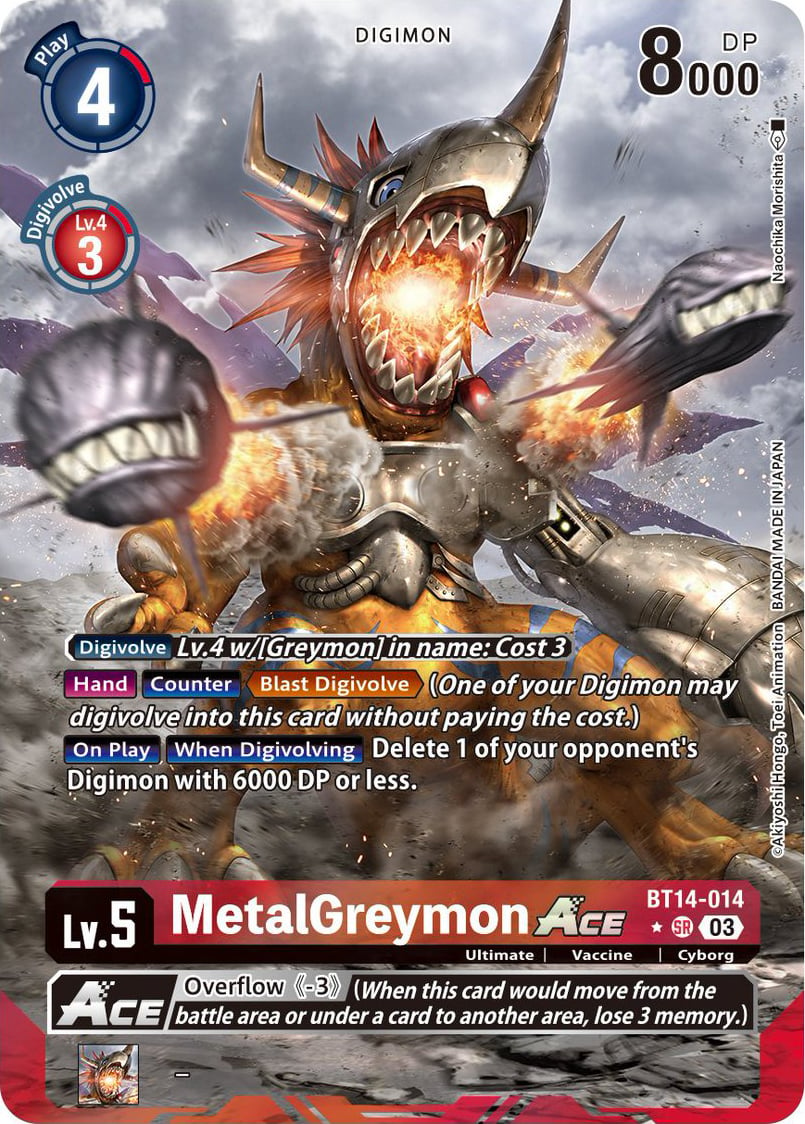 Play
4
DIGIMON
DP
8000
Digivolve
Lv.4
3
Naochika Morishita
©Akiyoshi Hongo, Toei Animation BANDAI MADE IN JAPAN
Digivolve Lv.4 w/[Greymon] in name: Cost 3
Hand Counter Blast Digivolve (One of your Digimon may
digivolve into this card without paying the cost.)
On Play When Digivolving Delete 1 of your opponent's
Digimon with 6000 DP or less.
BT14-014
Lv.5 MetalGreymon ACE
SR 03
Ultimate | Vaccine | Cyborg
ACE Overflow 《-3》 (When this card would move from the
battle area or under a card to another area, lose 3 memory.)
–